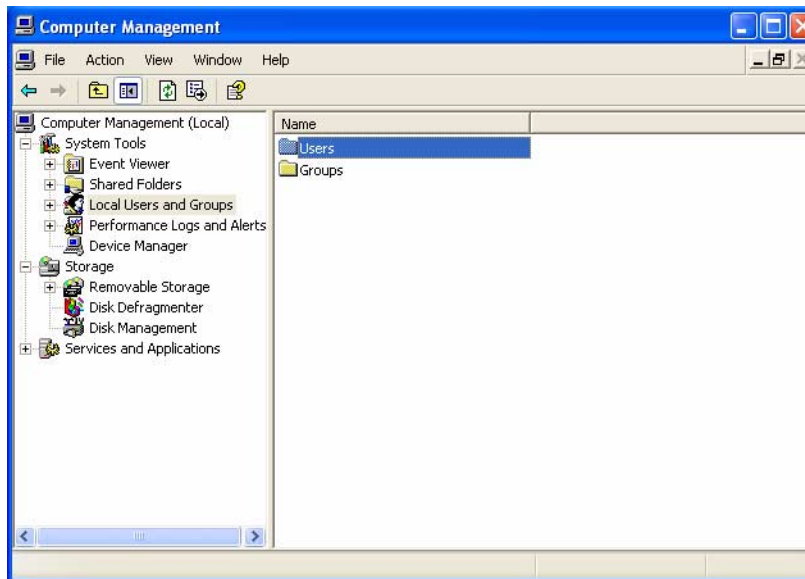 Computer Management
File Action View Window Help
Computer Management (Local)
System Tools
Event Viewer
Shared Folders
Local Users and Groups
Performance Logs and Alerts
Device Manager
Storage
Removable Storage
Disk Defragmenter
Disk Management
Services and Applications
Name
Users
Groups